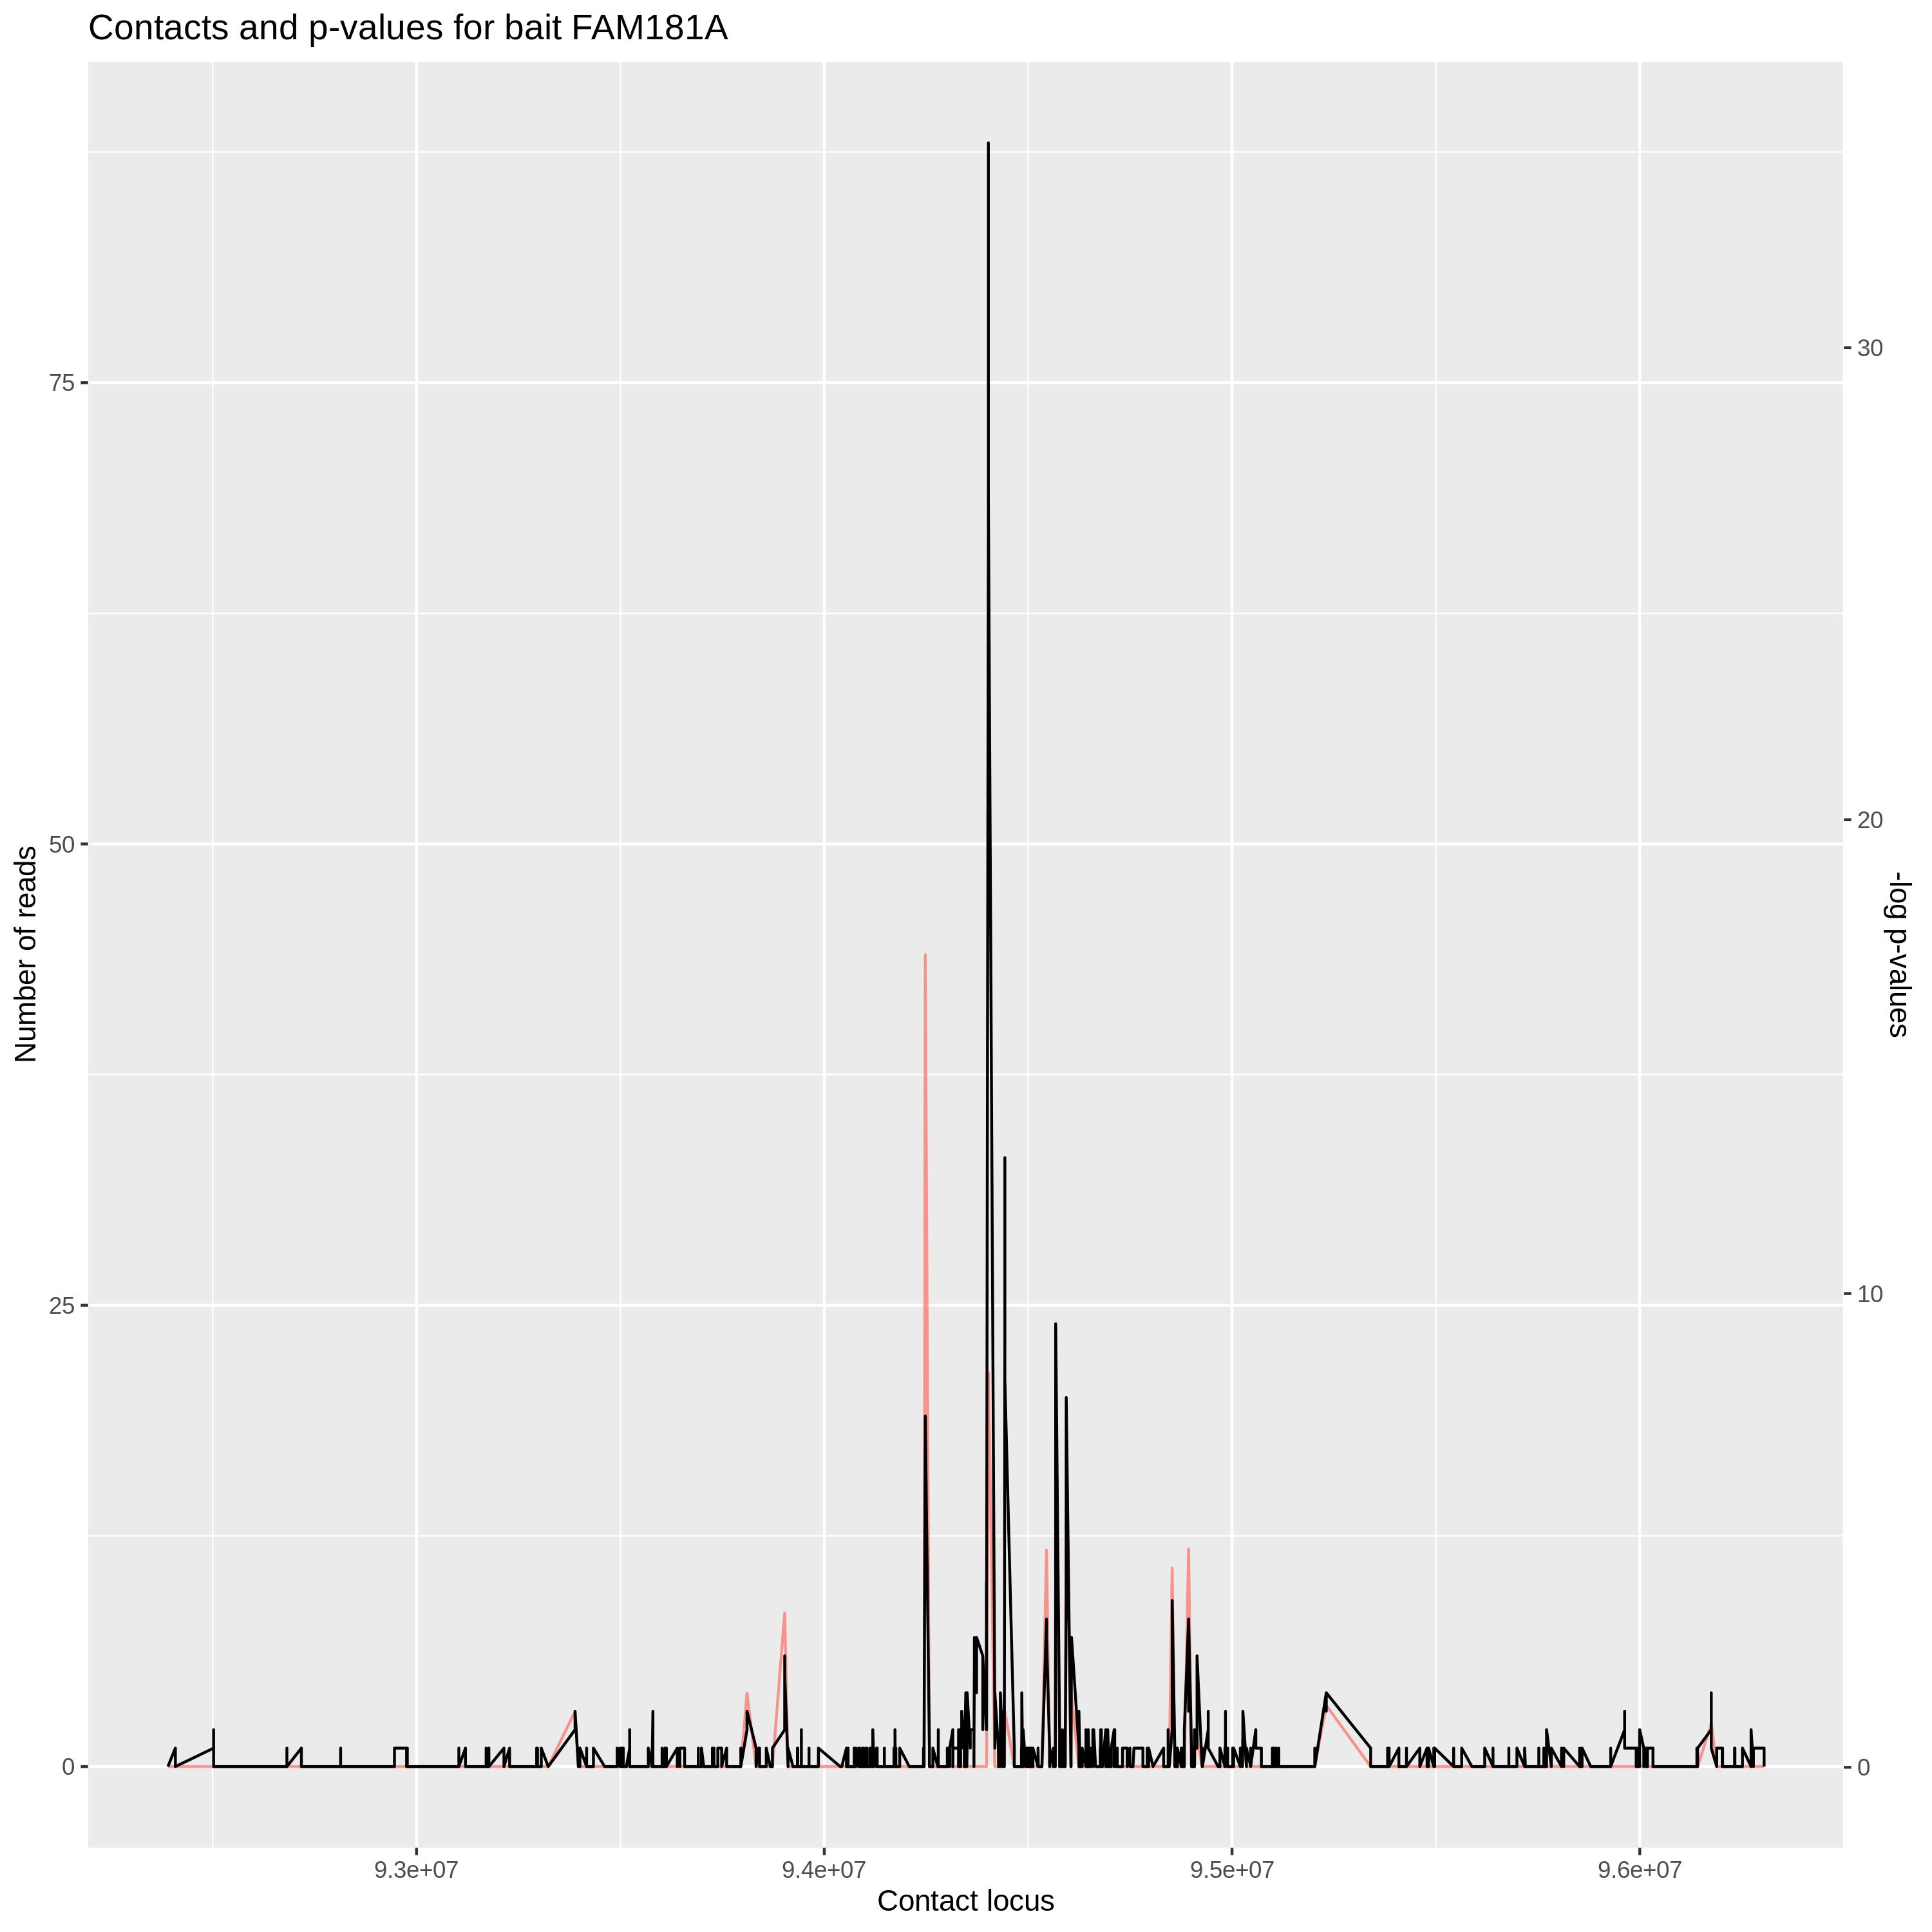 Contacts and p-values for bait FAM181A
75
50
25
0
Number of reads
30
20
10
0
-log p-values
9.3e+07
9.4e+07
9.5e+07
9.6e+07
Contact locus